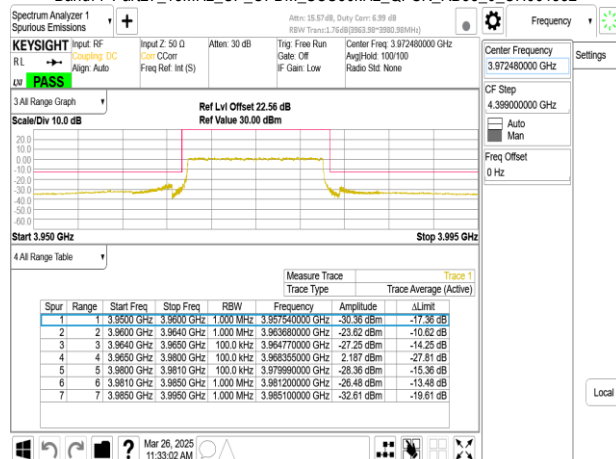 Spectrum Analyzer 1
Spurious Emissions
Attn: 15.57dB, Duty Corr: 6.99 dB
RBW Trans:1.76dB(3963.98~3980.98MHz)
Frequency
Settings
KEYSIGHT
RL
LXI
PASS
Input: RF
Coupling: DC
Align: Auto
Input Z: 50 Ω
Corr CCorr
Freq Ref: Int (S)
Atten: 30 dB
Trig: Free Run
Gate: Off
IF Gain: Low
Center Freq: 3.972480000 GHz
Avg|Hold: 100/100
Radio Std: None
Center Frequency
3.972480000 GHz
CF Step
4.399000000 GHz
Auto
Man
Freq Offset
0 Hz
Local
3 All Range Graph
Scale/Div 10.0 dB
Ref Lvl Offset 22.56 dB
Ref Value 30.00 dBm
20.0
10.0
0.00
-10.0
-20.0
-30.0
-40.0
-50.0
-60.0
Start 3.950 GHz
Stop 3.995 GHz
4 All Range Table
Measure Trace Trace 1
Trace Type Trace Average (Active)
Spur Range Start Freq Stop Freq RBW Frequency Amplitude ΔLimit
1 1 3.9500 GHz 3.9600 GHz 1.000 MHz 3.957540000 GHz -30.36 dBm -17.36 dB
2 2 3.9600 GHz 3.9640 GHz 1.000 MHz 3.963680000 GHz -23.62 dBm -10.62 dB
3 3 3.9640 GHz 3.9650 GHz 100.0 kHz 3.964770000 GHz -27.25 dBm -14.25 dB
4 4 3.9650 GHz 3.9800 GHz 100.0 kHz 3.968355000 GHz 2.187 dBm -27.81 dB
5 5 3.9800 GHz 3.9810 GHz 100.0 kHz 3.979990000 GHz -28.36 dBm -15.36 dB
6 6 3.9810 GHz 3.9850 GHz 1.000 MHz 3.981200000 GHz -26.48 dBm -13.48 dB
7 7 3.9850 GHz 3.9950 GHz 1.000 MHz 3.985100000 GHz -32.61 dBm -19.61 dB
Mar 26, 2025
11:33:02 AM